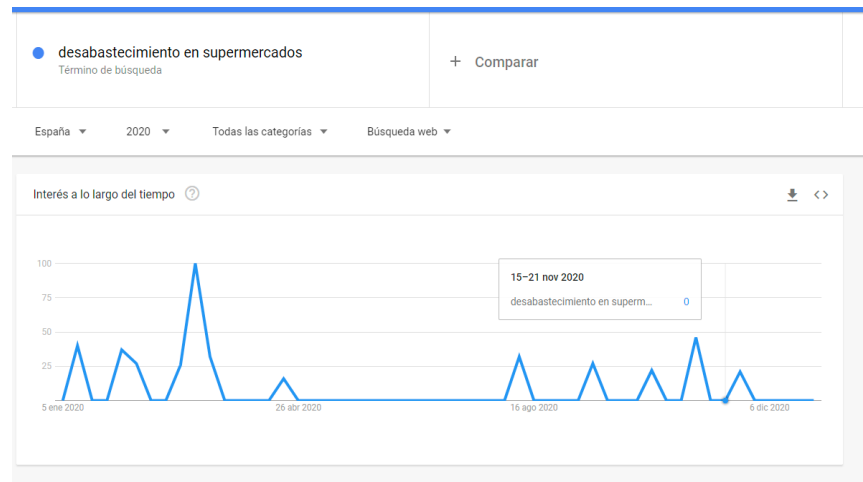 desabastecimiento en supermercados
Término de búsqueda
+ Comparar
España 2020 Todas las categorías Búsqueda web
Interés a lo largo del tiempo ?
100
75
50
25
15–21 nov 2020
desabastecimiento en superm... 0
5 ene 2020 26 abr 2020 16 ago 2020 6 dic 2020